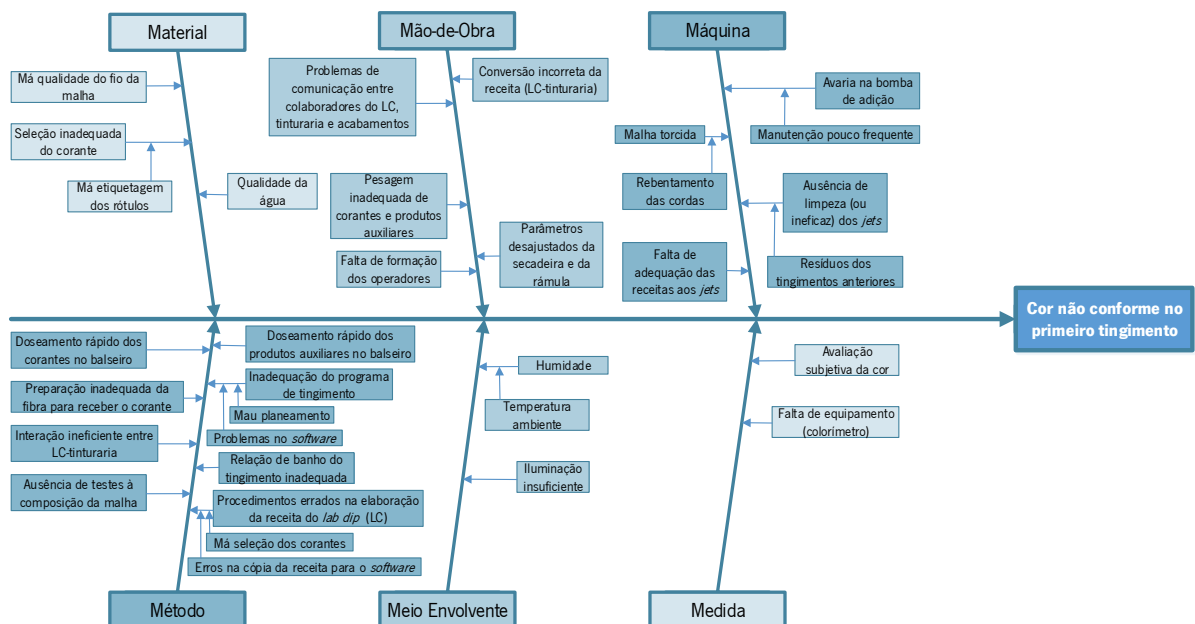 Material
Má qualidade do fio da
malha
Seleção inadequada
do corante
Má etiquetagem
dos rótulos
Qualidade da
água
Mão-de-Obra
Problemas de
comunicação entre
colaboradores do LC,
tinturaria e acabamentos
Conversão incorreta da
receita (LC-tinturaria)
Pesagem
inadequada de
corantes e produtos
auxiliares
Falta de formação
dos operadores
Parâmetros
desajustados da
secadeira e da
rámula
Máquina
Avaria na bomba
de adição
Manutenção pouco frequente
Malha torcida
Rebentamento
das cordas
Ausência de
limpeza (ou
ineficaz) dos jets
Resíduos dos
tingimentos anteriores
Falta de
adequação das
receitas aos jets
Cor não conforme no
primeiro tingimento
Doseamento rápido dos
corantes no balseiro
Doseamento rápido dos
produtos auxiliares no balseiro
Preparação inadequada da
fibra para receber o corante
Inadequação do programa
de tingimento
Mau planeamento
Problemas no software
Interação ineficiente entre
LC-tinturaria
Relação de banho do
tingimento inadequada
Ausência de testes à
composição da malha
Procedimentos errados na elaboração
da receita do lab dip (LC)
Má seleção dos corantes
Erros na cópia da receita para o software
Método
Humidade
Temperatura
ambiente
Iluminação
insuficiente
Meio Envolvente
Avaliação
subjetiva da cor
Falta de equipamento
(colorímetro)
Medida